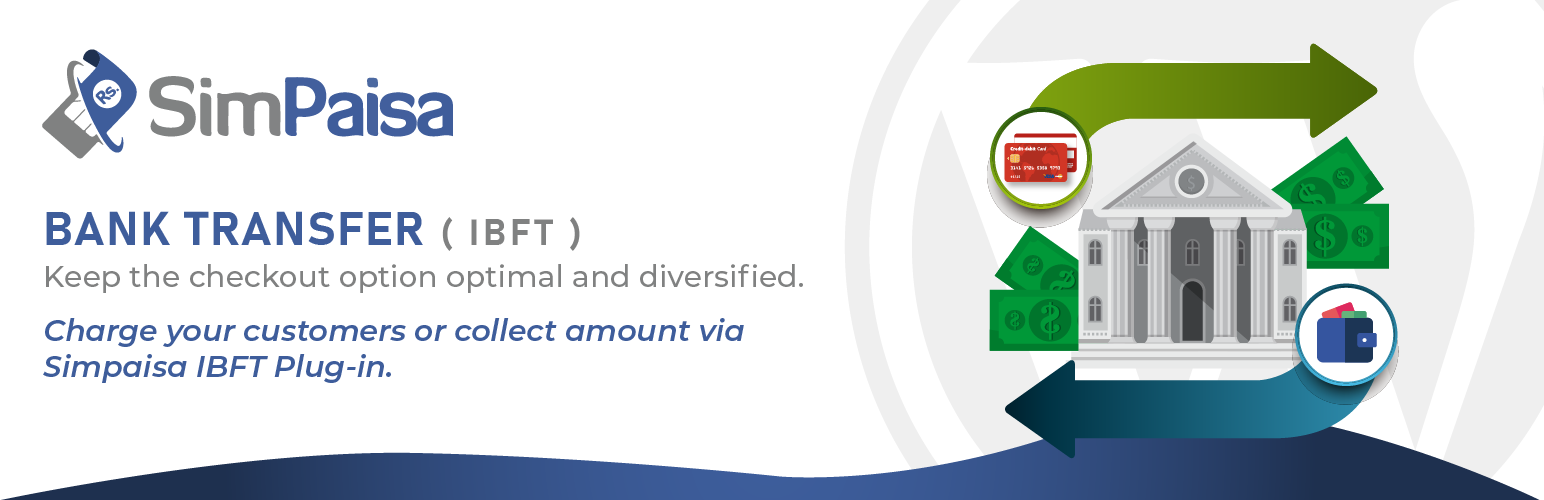 Rs.
SimPaisa
BANK TRANSFER ( IBFT )
Keep the checkout option optimal and diversified.
Charge your customers or collect amount via
Simpaisa IBFT Plug-in.
Credit-debit Card
$